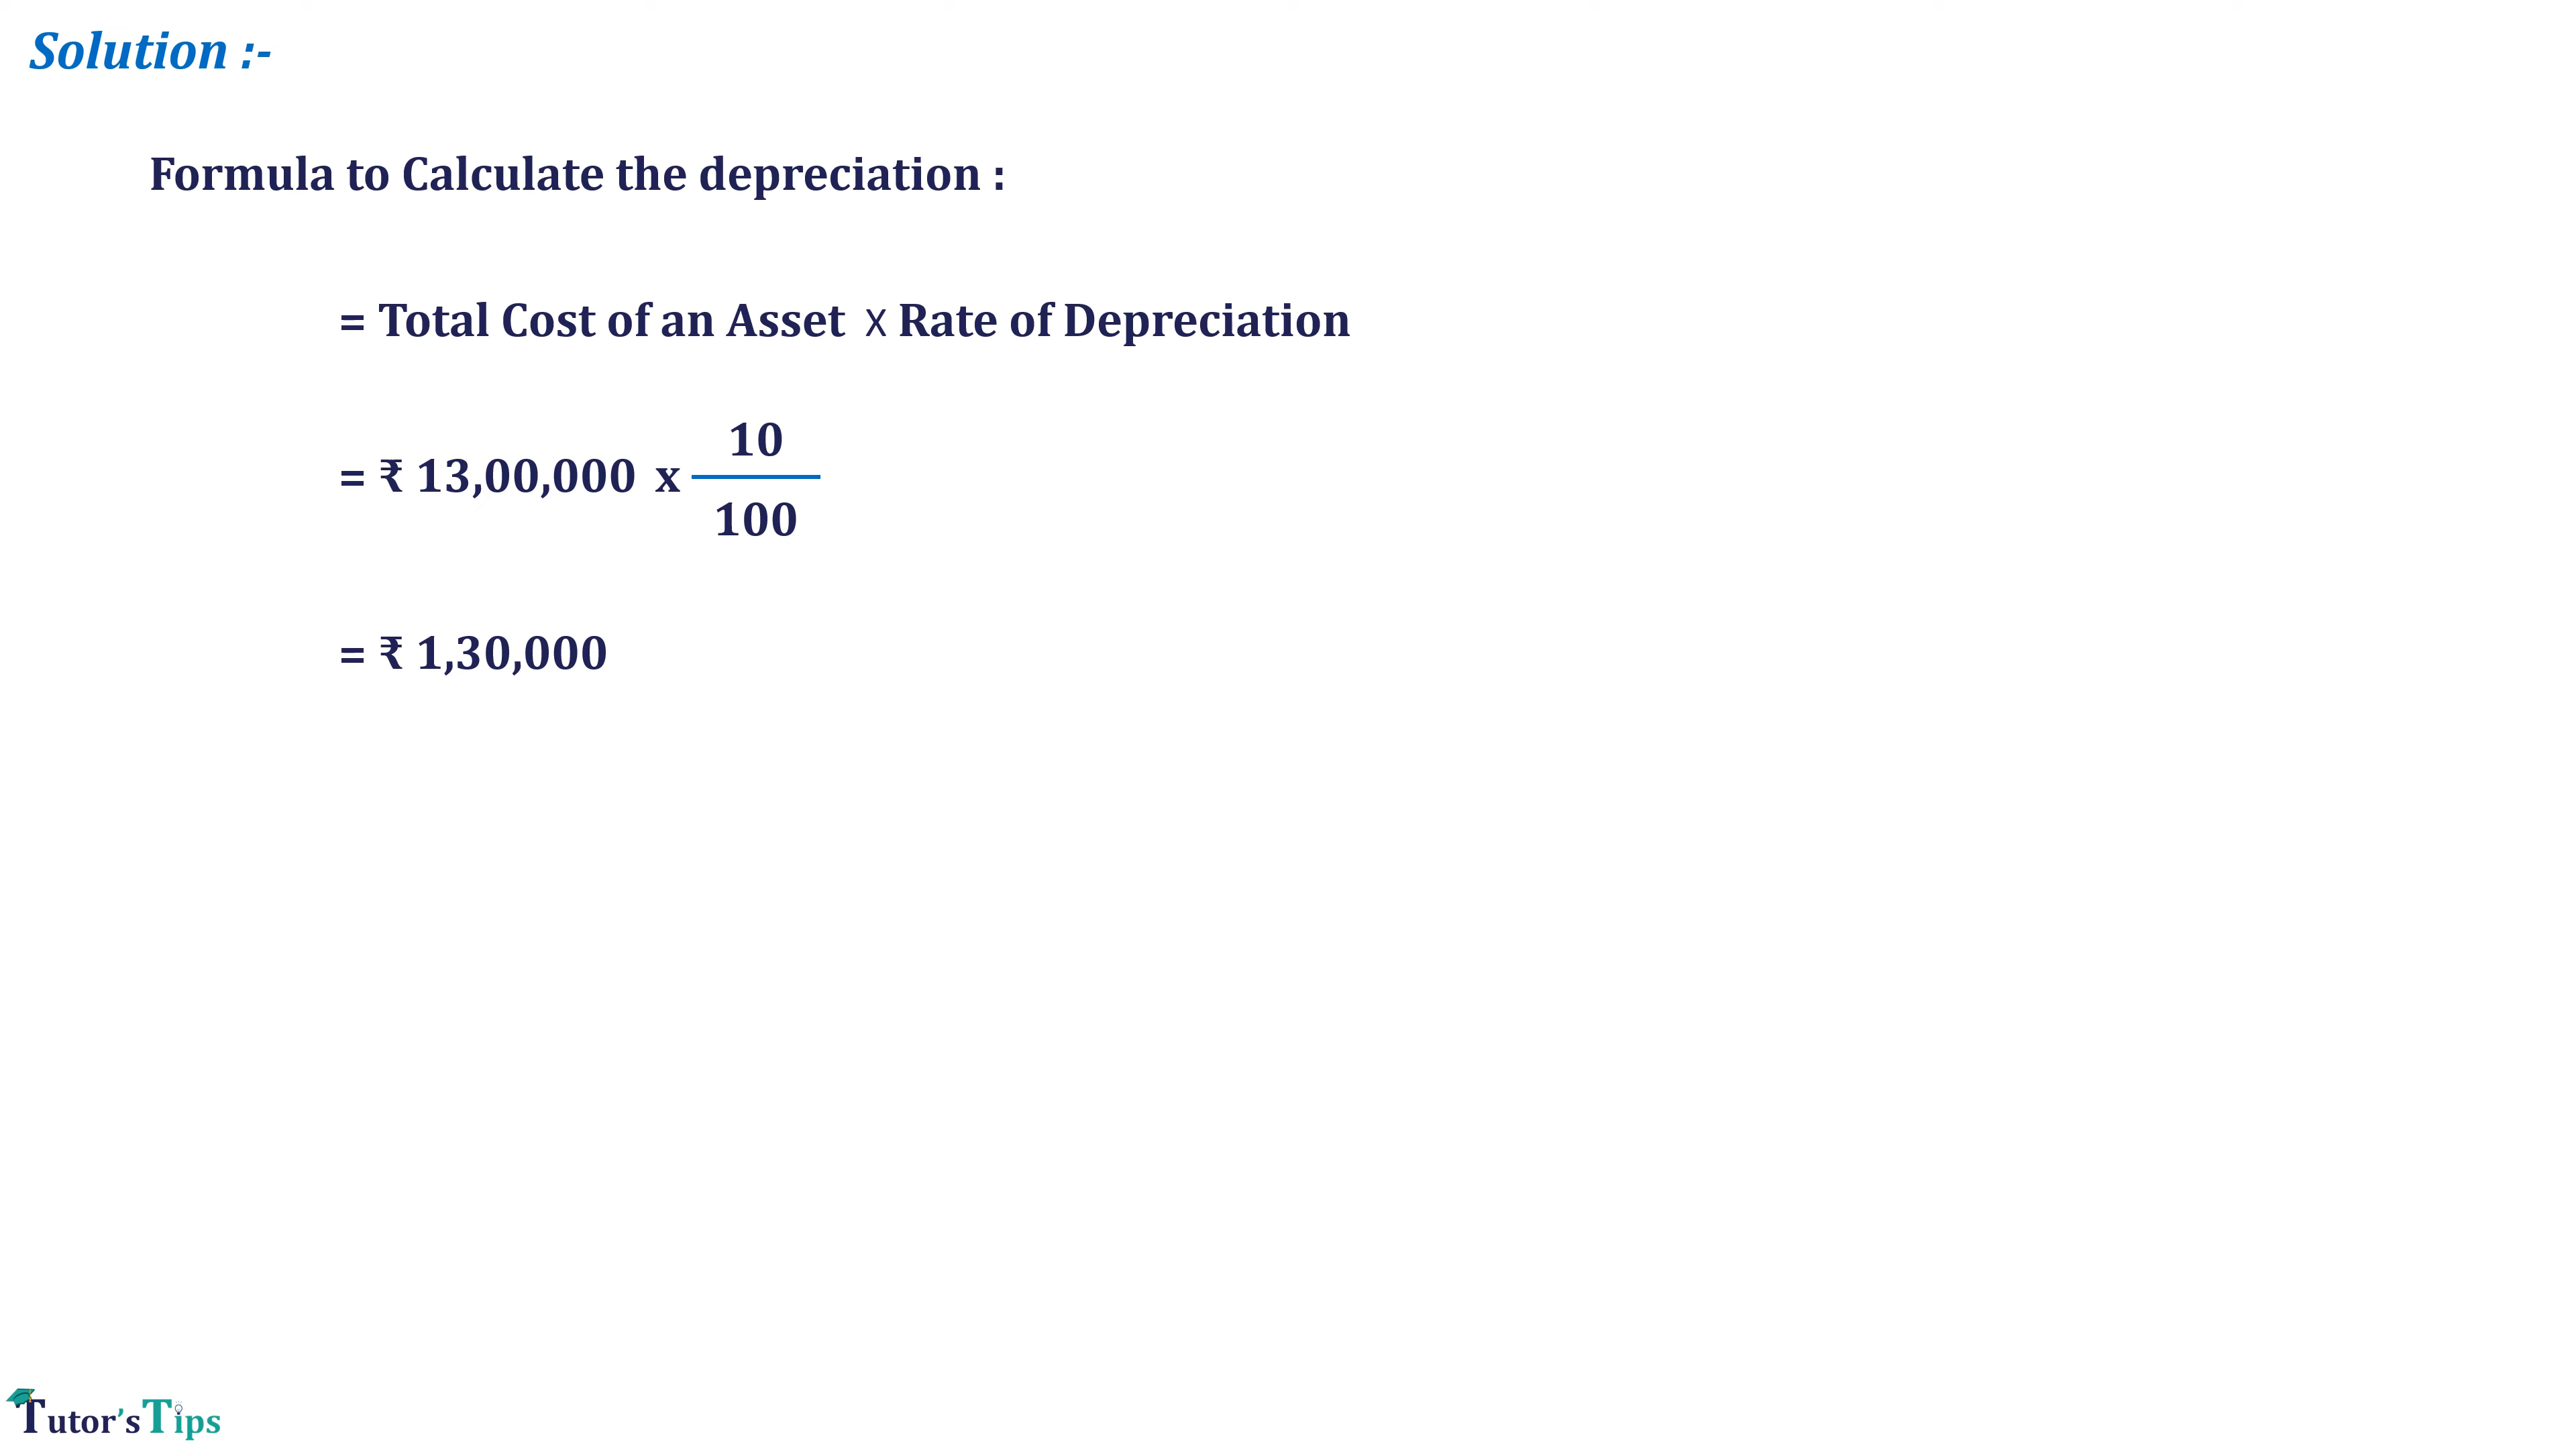 Solution :-
Formula to Calculate the depreciation :
= Total Cost of an Asset X Rate of Depreciation
= ₹ 13,00,000 x 10
100
= ₹ 1,30,000
Tutor’sTips